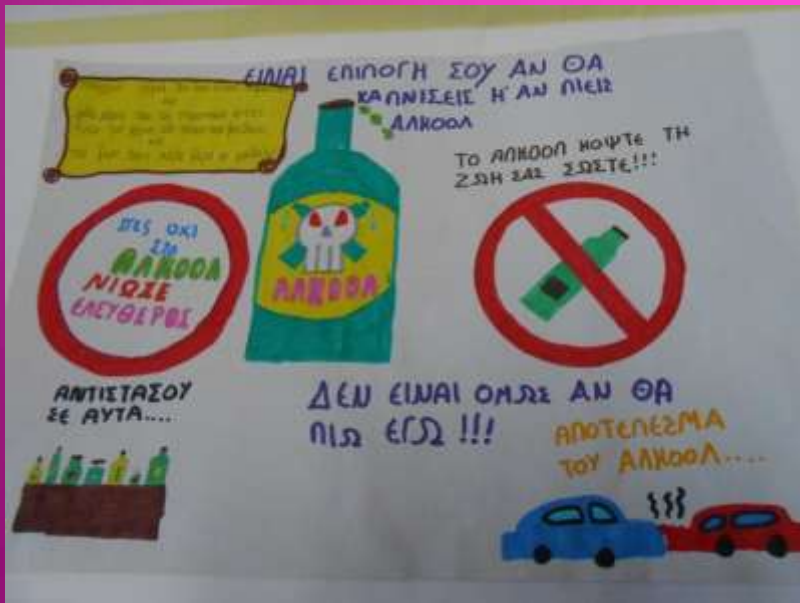 ΕΙΝΑΙ ΕΠΙΛΟΓΗ ΣΟΥ ΑΝ ΘΑ
ΚΑΠΝΙΣΕΙΣ Ή ΑΝ ΠΙΕΙΣ
ΑΛΚΟΟΛ
ΤΟ ΑΛΚΟΟΛ ΚΟΨΤΕ ΤΗ
ΖΩΗ ΣΑΣ ΣΩΣΤΕ!!!
ΠΕΣ ΟΧΙ
ΣΤΟ
ΑΛΚΟΟΛ
ΝΙΩΣΕ
ΕΛΕΥΘΕΡΟΣ
ΑΛΚΟΟΛ
ΑΝΤΙΣΤΑΣΟΥ
ΣΕ ΑΥΤΑ....
ΔΕΝ ΕΙΝΑΙ ΟΜΩΣ ΑΝ ΘΑ
ΠΙΩ ΕΓΩ !!!
ΑΠΟΤΕΛΕΣΜΑ
ΤΟΥ ΑΛΚΟΟΛ....